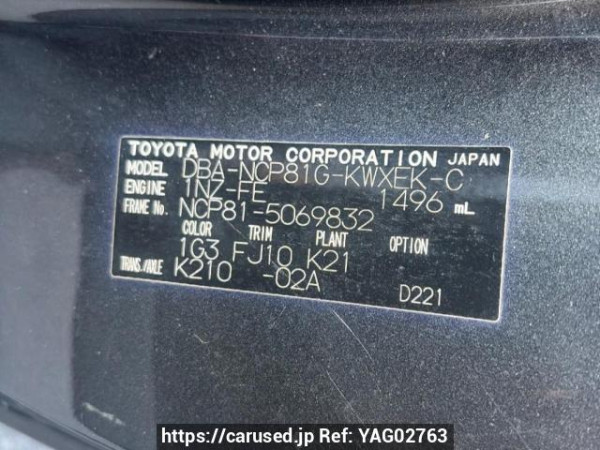 TOYOTA MOTOR CORPORATION JAPAN
MODEL DBA-NCP81G-KWXEK-C
ENGINE 1NZ-FE 1496 mL
FRAME No. NCP81-5069832
COLOR TRIM PLANT OPTION
1G3 FJ10 K21
TRANS./AXLE K210 -02A
D221
https://carused.jp Ref: YAG02763